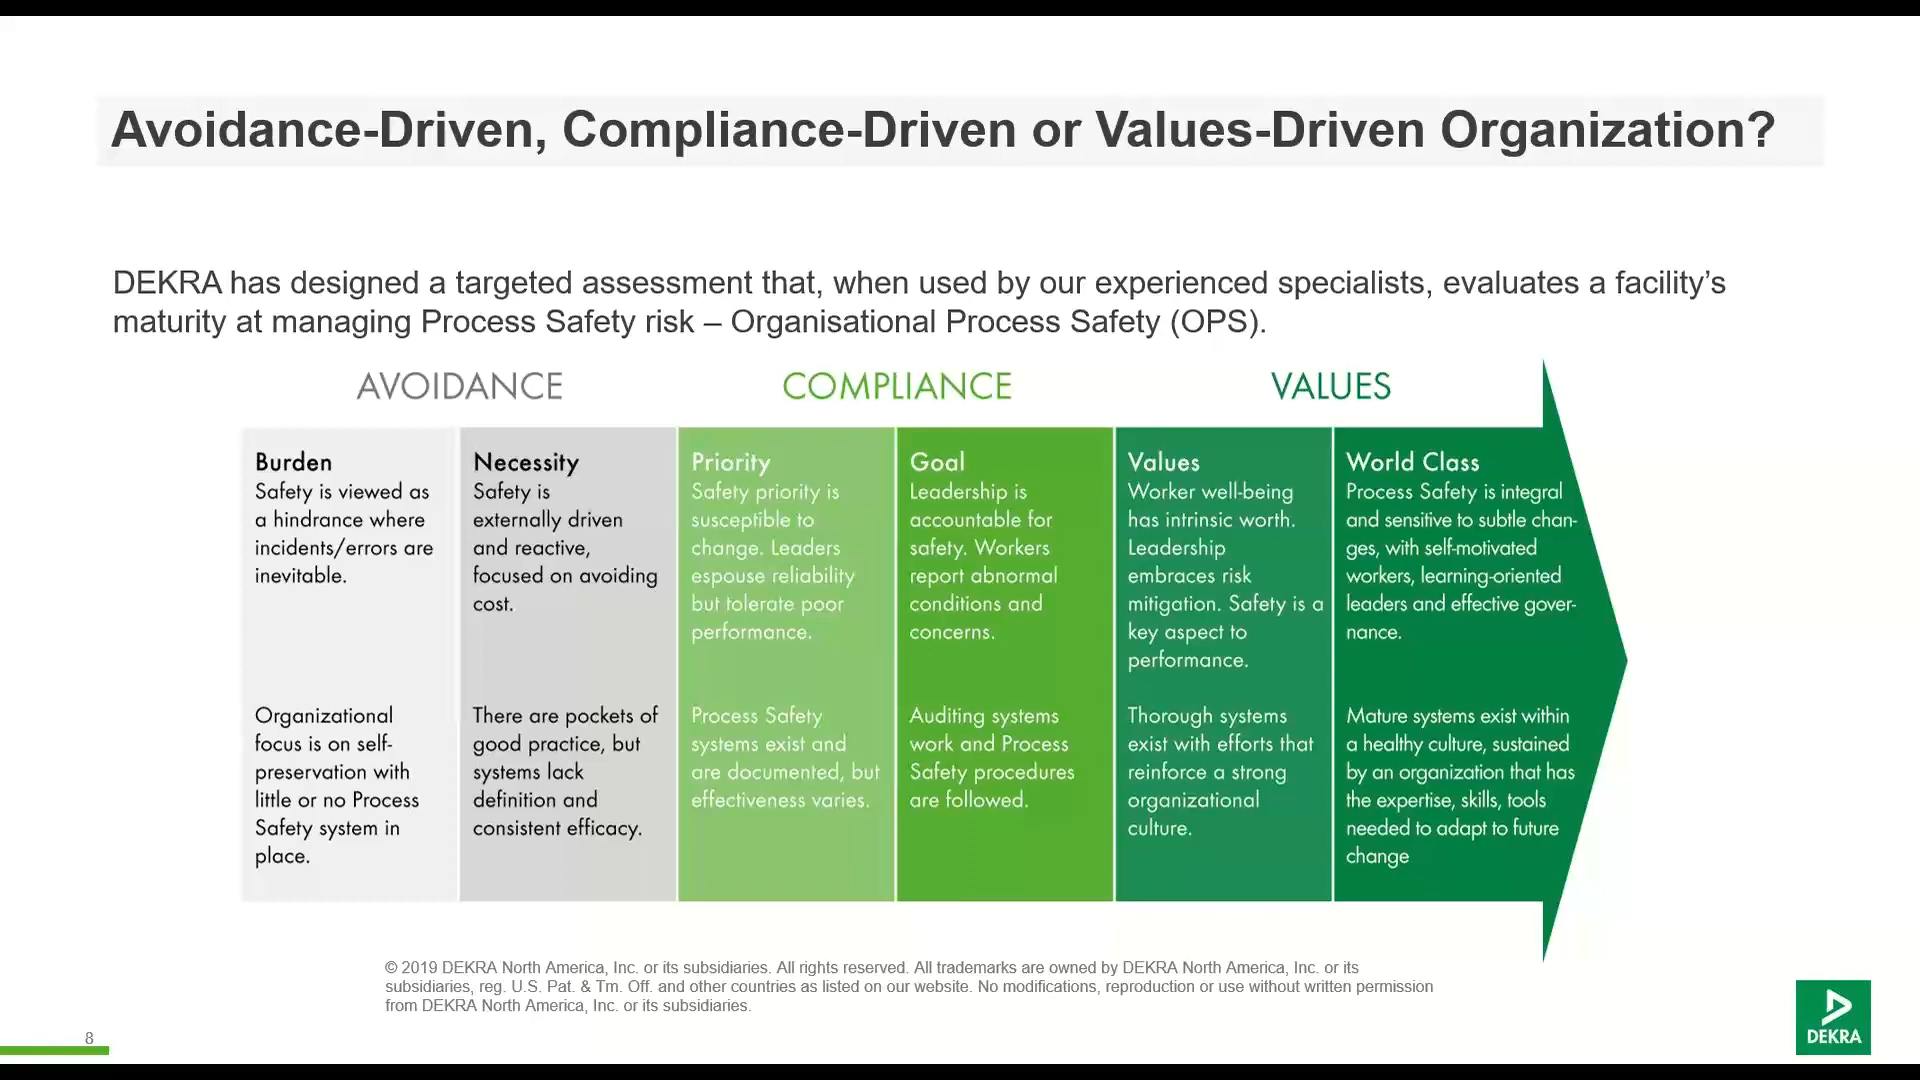 Avoidance-Driven, Compliance-Driven or Values-Driven Organization?
DEKRA has designed a targeted assessment that, when used by our experienced specialists, evaluates a facility’s
maturity at managing Process Safety risk – Organisational Process Safety (OPS).
AVOIDANCE
COMPLIANCE
VALUES
Burden
Safety is viewed as
a hindrance where
incidents/errors are
inevitable.
Organizational
focus is on self-
preservation with
little or no Process
Safety system in
place.
Necessity
Safety is
externally driven
and reactive,
focused on avoiding
cost.
There are pockets of
good practice, but
systems lack
definition and
consistent efficacy.
Priority
Safety priority is
susceptible to
change. Leaders
espouse reliability
but tolerate poor
performance.
Process Safety
systems exist and
are documented, but
effectiveness varies.
Goal
Leadership is
accountable for
safety. Workers
report abnormal
conditions and
concerns.
Auditing systems
work and Process
Safety procedures
are followed.
Values
Worker well-being
has intrinsic worth.
Leadership
embraces risk
mitigation. Safety is a
key aspect to
performance.
Thorough systems
exist with efforts that
reinforce a strong
organizational
culture.
World Class
Process Safety is integral
and sensitive to subtle chan-
ges, with self-motivated
workers, learning-oriented
leaders and effective gover-
nance.
Mature systems exist within
a healthy culture, sustained
by an organization that has
the expertise, skills, tools
needed to adapt to future
change
© 2019 DEKRA North America, Inc. or its subsidiaries. All rights reserved. All trademarks are owned by DEKRA North America, Inc. or its
subsidiaries, reg. U.S. Pat. & Tm. Off. and other countries as listed on our website. No modifications, reproduction or use without written permission
from DEKRA North America, Inc. or its subsidiaries.
8
DEKRA